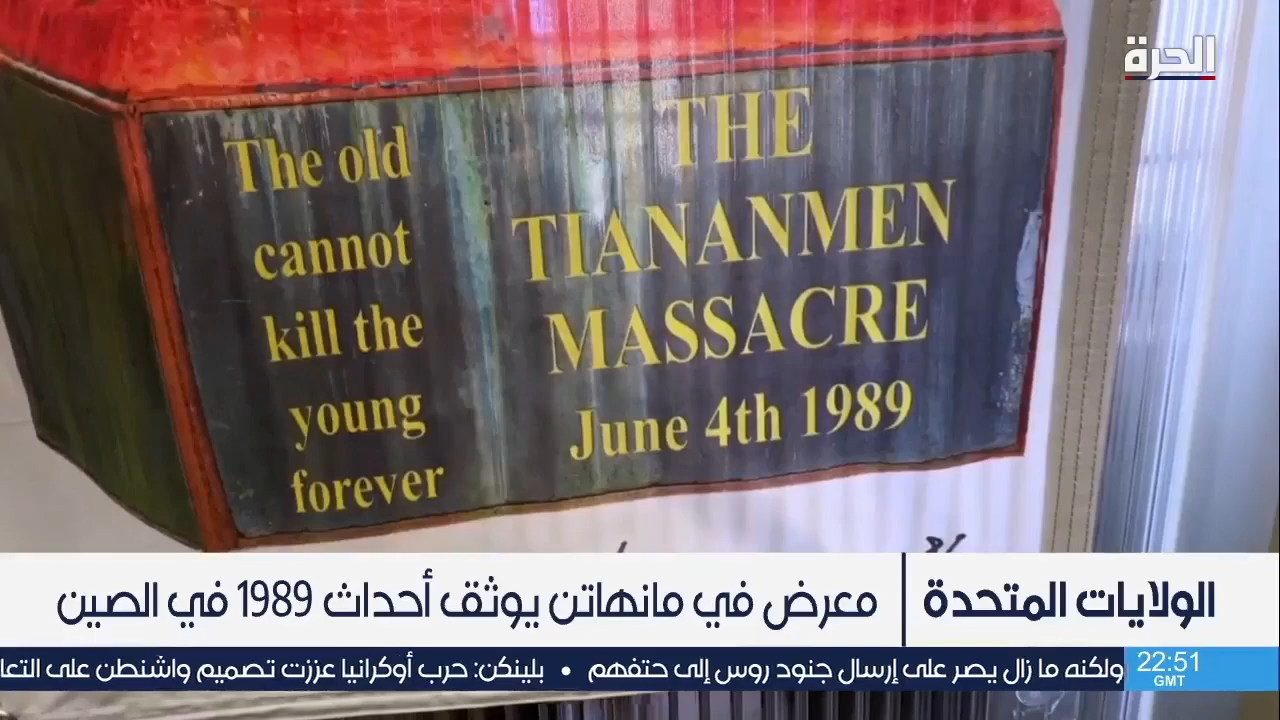 الحرة
The old
cannot
kill the
young
forever
THE
TIANANMEN
MASSACRE
June 4th 1989
الولايات المتحدة
معرض في مانهاتن يوثق أحداث 1989 في الصين
22:51
GMT
ولكنه ما زال يصر على إرسال جنود روس إلى حتفهم • بلينكن: حرب أوكرانيا عززت تصميم واشنطن على